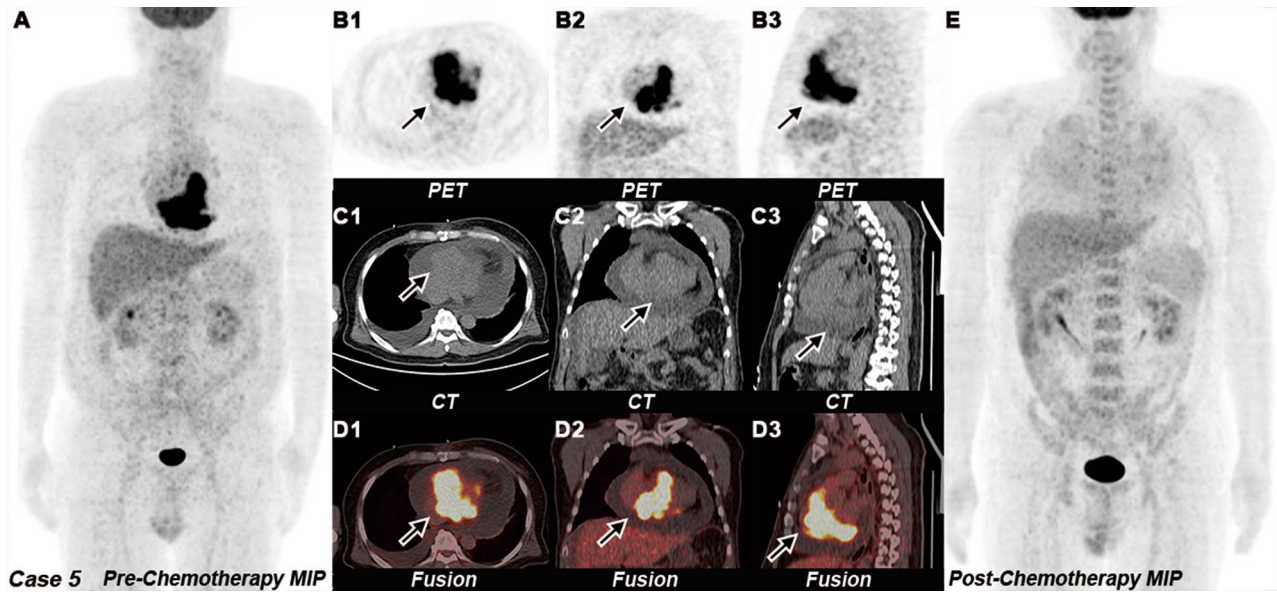 A
B1
B2
B3
E
PET
PET
PET
C1
C2
C3
CT
CT
CT
D1
D2
D3
Case 5
Pre-Chemotherapy MIP
Fusion
Fusion
Fusion
Post-Chemotherapy MIP